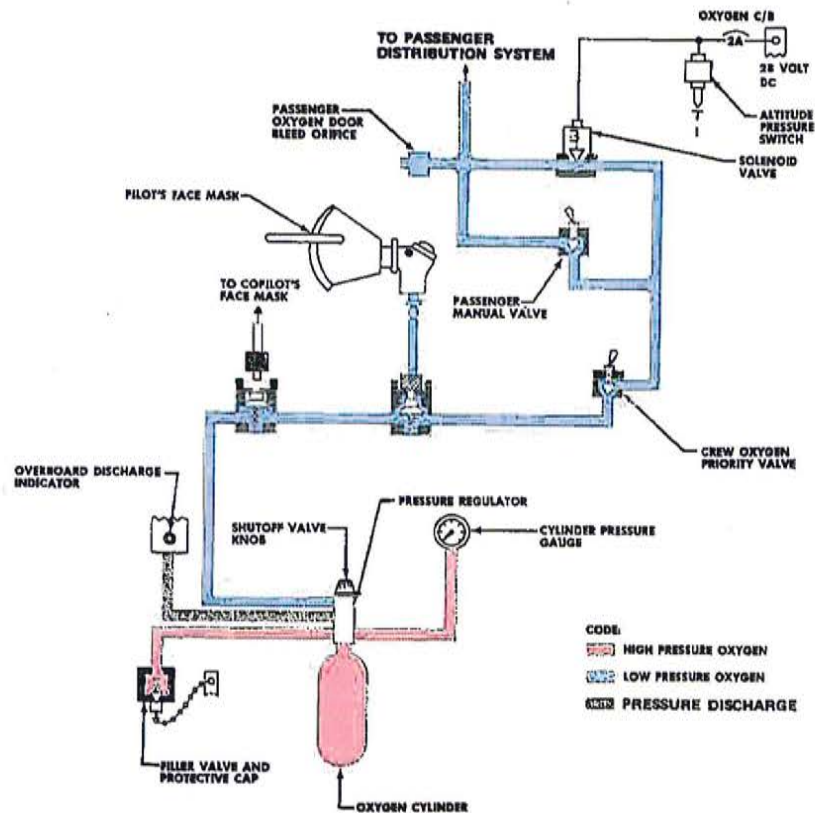 OXYGEN C/B
2A
28 VOLT
DC
TO PASSENGER
DISTRIBUTION SYSTEM
ALTITUDE
PRESSURE
SWITCH
PASSENGER
OXYGEN DOOR
BLEED ORIFICE
SOLENOID
VALVE
PILOT'S FACE MASK
TO COPILOT'S
FACE MASK
PASSENGER
MANUAL VALVE
CREW OXYGEN
PRIORITY VALVE
OVERBOARD DISCHARGE
INDICATOR
PRESSURE REGULATOR
SHUTOFF VALVE
KNOB
CYLINDER PRESSURE
GAUGE
CODE:
HIGH PRESSURE OXYGEN
LOW PRESSURE OXYGEN
PRESSURE DISCHARGE
FILLER VALVE AND
PROTECTIVE CAP
OXYGEN CYLINDER